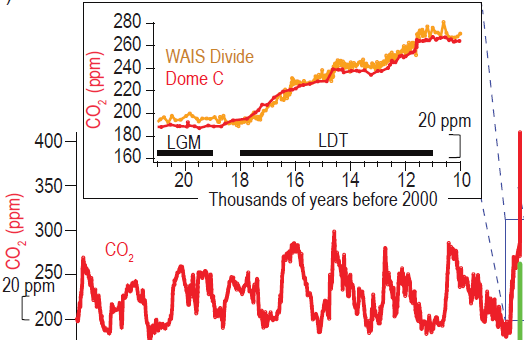 )
280
260
240
220
200
180
160
CO2 (ppm)
WAIS Divide
Dome C
20 ppm
LGM
LDT
20 18 16 14 12 10
Thousands of years before 2000
400
350
300
250
200
CO2 (ppm)
CO2
20 ppm